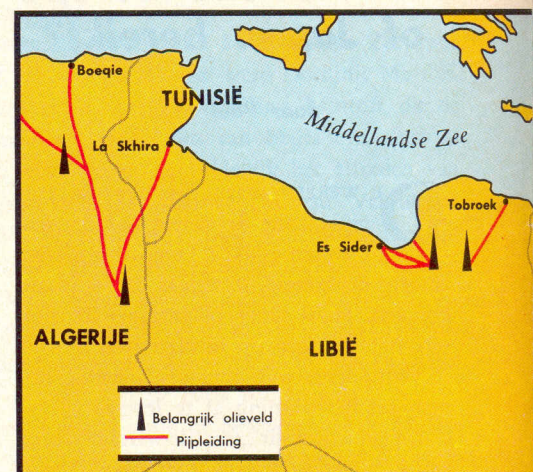 Boeqie
TUNISIË
Middellandse Zee
La Skhira
Tobroek
Es Sider
ALGERIJE
LIBIË
Belangrijk olieveld
Pijpleiding